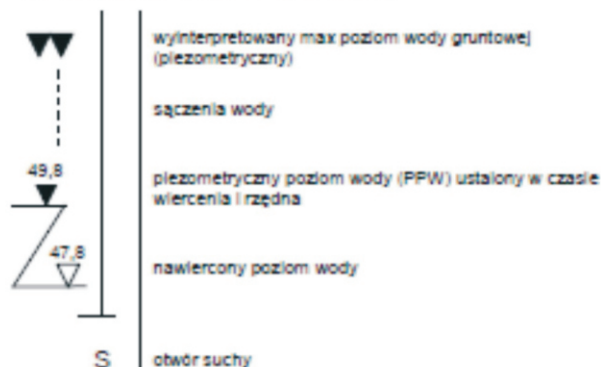 wyinterpretowany max poziom wody gruntowej
(piezometryczny)
sączenia wody
49,8
piezometryczny poziom wody (PPW) ustalony w czasie
wiercenia i rzędna
47,8
nawiercony poziom wody
S
otwór suchy